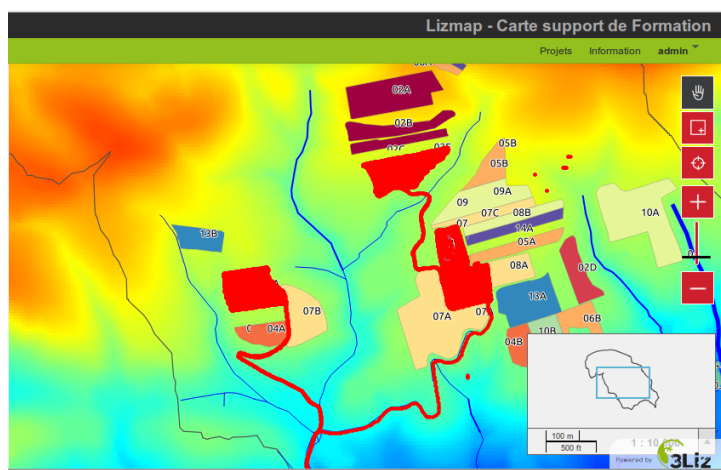 Lizmap - Carte support de Formation
Projets Information admin
02A
02B
02C
05B
05B
09A
09
07C 08B
07
14A
05A
10A
13B
08A
02D
13A
07B
07A
C 04A
06B
10B
04B
100 m
500 ft
1 : 10 000
Powered by 3Liz